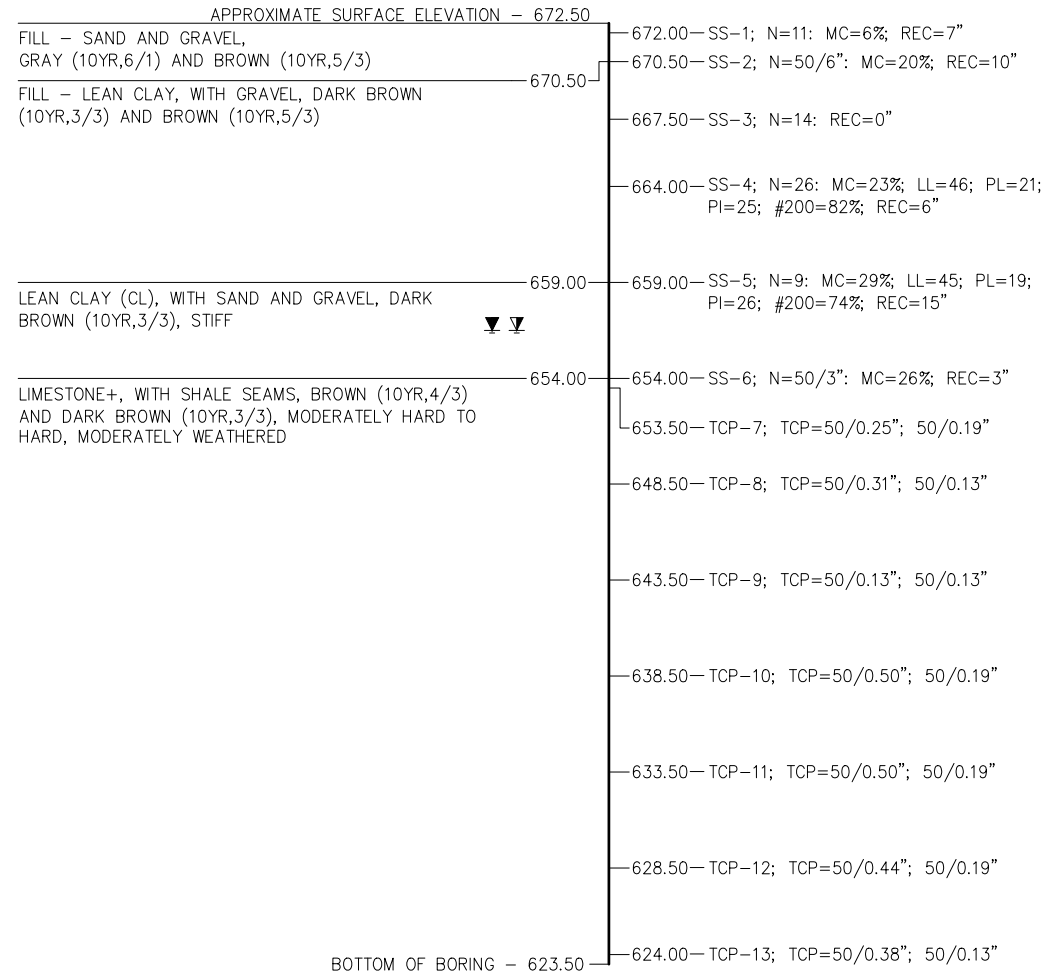 APPROXIMATE SURFACE ELEVATION – 672.50
FILL – SAND AND GRAVEL,
GRAY (10YR,6/1) AND BROWN (10YR,5/3)
670.50
FILL – LEAN CLAY, WITH GRAVEL, DARK BROWN
(10YR,3/3) AND BROWN (10YR,5/3)
659.00
LEAN CLAY (CL), WITH SAND AND GRAVEL, DARK
BROWN (10YR,3/3), STIFF
654.00
LIMESTONE+, WITH SHALE SEAMS, BROWN (10YR,4/3)
AND DARK BROWN (10YR,3/3), MODERATELY HARD TO
HARD, MODERATELY WEATHERED
BOTTOM OF BORING – 623.50
672.00 – SS–1; N=11: MC=6%; REC=7”
670.50 – SS–2; N=50/6”: MC=20%; REC=10”
667.50 – SS–3; N=14: REC=0”
664.00 – SS–4; N=26: MC=23%; LL=46; PL=21;
PI=25; #200=82%; REC=6”
659.00 – SS–5; N=9: MC=29%; LL=45; PL=19;
PI=26; #200=74%; REC=15”
654.00 – SS–6; N=50/3”: MC=26%; REC=3”
653.50 – TCP–7; TCP=50/0.25”; 50/0.19”
648.50 – TCP–8; TCP=50/0.31”; 50/0.13”
643.50 – TCP–9; TCP=50/0.13”; 50/0.13”
638.50 – TCP–10; TCP=50/0.50”; 50/0.19”
633.50 – TCP–11; TCP=50/0.50”; 50/0.19”
628.50 – TCP–12; TCP=50/0.44”; 50/0.19”
624.00 – TCP–13; TCP=50/0.38”; 50/0.13”